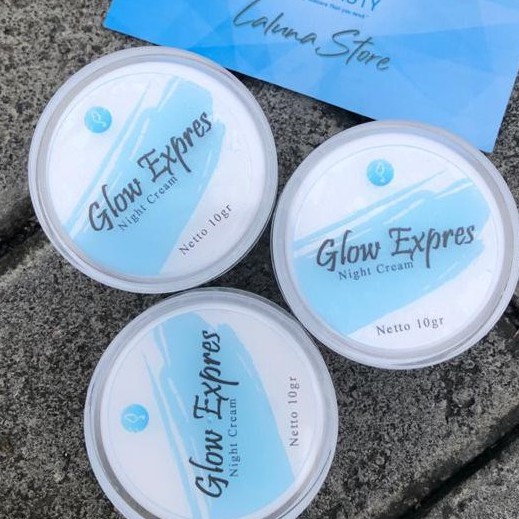 Laluna Store
Glow Expres
Night Cream
Netto 10gr
Glow Expres
Night Cream
Netto 10gr
Glow Expres
Night Cream
Netto 10gr